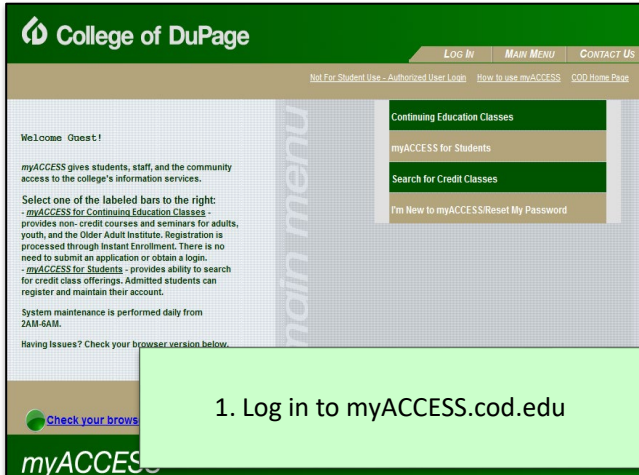 College of DuPage
LOG IN MAIN MENU CONTACT US
Not For Student Use - Authorized User Login How to use myACCESS COD Home Page
main menu
Continuing Education Classes
myACCESS for Students
Search for Credit Classes
I'm New to myACCESS/Reset My Password
Welcome Guest!
myACCESS gives students, staff, and the community
access to the college's information services.
Select one of the labeled bars to the right:
- myACCESS for Continuing Education Classes -
provides non- credit courses and seminars for adults,
youth, and the Older Adult Institute. Registration is
processed through Instant Enrollment. There is no
need to submit an application or obtain a login.
- myACCESS for Students - provides ability to search
for credit class offerings. Admitted students can
register and maintain their account.
System maintenance is performed daily from
2AM-6AM.
Having Issues? Check your browser version below.
Check your brows
1. Log in to myACCESS.cod.edu
myACCES